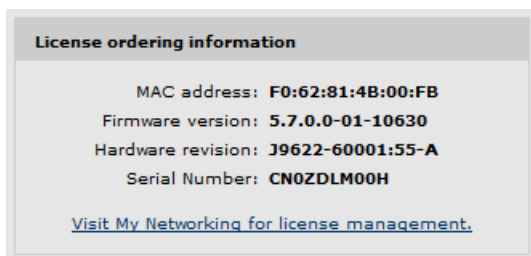 License ordering information
MAC address: F0:62:81:4B:00:FB
Firmware version: 5.7.0.0-01-10630
Hardware revision: J9622-60001:55-A
Serial Number: CN0ZDLM00H
Visit My Networking for license management.